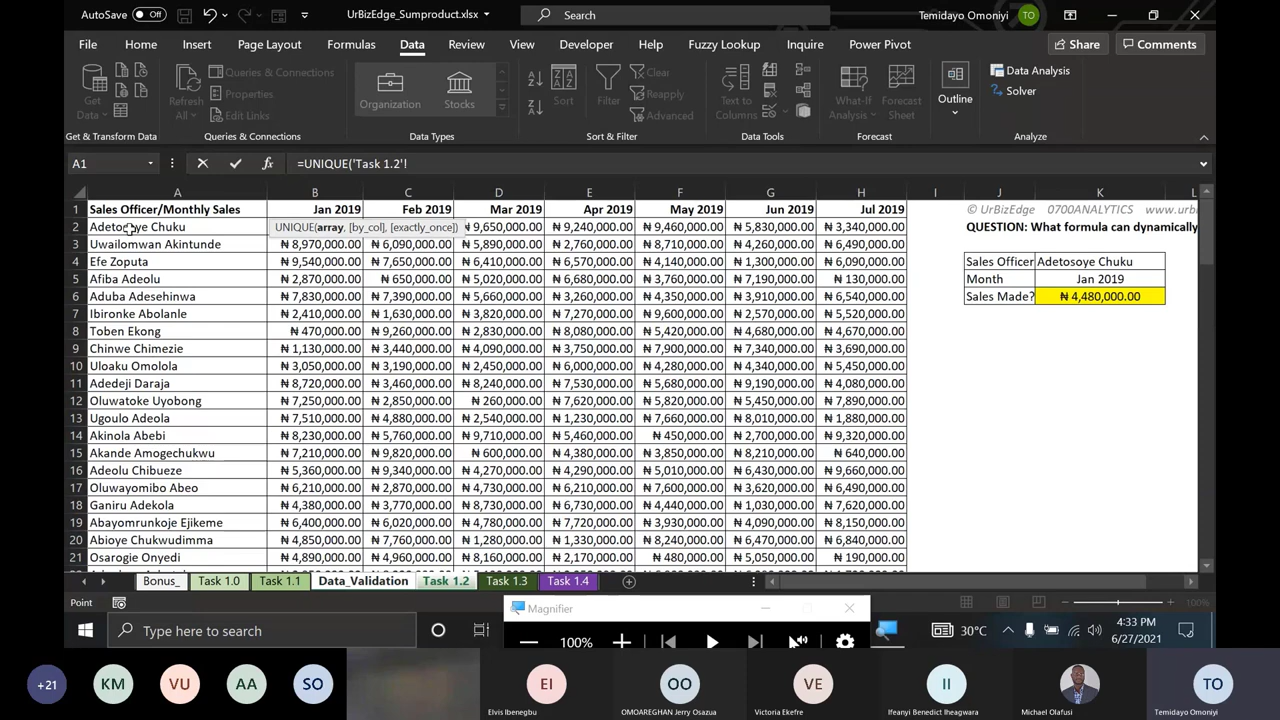 AutoSave Off UrBizEdge_Sumproduct.xlsx Search Temidayo Omoniyi TO
File Home Insert Page Layout Formulas Data Review View Developer Help Fuzzy Lookup Inquire Power Pivot Share Comments
Get Data Refresh All Queries & Connections Properties Edit Links Organization Stocks Sort Filter Clear Reapply Advanced Text to Columns What-If Analysis Forecast Sheet Outline Data Analysis Solver
Get & Transform Data Queries & Connections Data Types Sort & Filter Data Tools Forecast Analyze
A1 fx =UNIQUE('Task 1.2'!
A B C D E F G H I J K L
1 Sales Officer/Monthly Sales Jan 2019 Feb 2019 Mar 2019 Apr 2019 May 2019 Jun 2019 Jul 2019 © UrBizEdge 0700ANALYTICS www.urbi
2 Adetosoye Chuku UNIQUE(array, [by_col], [exactly_once]) ₦ 9,650,000.00 ₦ 9,240,000.00 ₦ 9,460,000.00 ₦ 5,830,000.00 ₦ 3,340,000.00 QUESTION: What formula can dynamically
3 Uwailomwan Akintunde ₦ 8,970,000.00 ₦ 6,090,000.00 ₦ 9,280,000.00 ₦ 2,760,000.00 ₦ 8,710,000.00 ₦ 4,260,000.00 ₦ 6,490,000.00
4 Efe Zoputa ₦ 9,540,000.00 ₦ 7,650,000.00 ₦ 6,410,000.00 ₦ 6,570,000.00 ₦ 4,140,000.00 ₦ 1,300,000.00 ₦ 6,090,000.00 Sales Officer Adetosoye Chuku
5 Afiba Adeolu ₦ 2,870,000.00 ₦ 650,000.00 ₦ 5,020,000.00 ₦ 6,680,000.00 ₦ 3,760,000.00 ₦ 7,190,000.00 ₦ 130,000.00 Month Jan 2019
6 Aduba Adesehinwa ₦ 7,830,000.00 ₦ 7,390,000.00 ₦ 5,660,000.00 ₦ 3,260,000.00 ₦ 4,350,000.00 ₦ 3,910,000.00 ₦ 6,540,000.00 Sales Made? ₦ 4,480,000.00
7 Ibironke Abolanle ₦ 2,410,000.00 ₦ 1,630,000.00 ₦ 3,820,000.00 ₦ 7,270,000.00 ₦ 9,600,000.00 ₦ 2,570,000.00 ₦ 5,520,000.00
8 Toben Ekong ₦ 470,000.00 ₦ 9,260,000.00 ₦ 2,830,000.00 ₦ 8,080,000.00 ₦ 5,420,000.00 ₦ 4,680,000.00 ₦ 4,670,000.00
9 Chinwe Chimezie ₦ 1,130,000.00 ₦ 3,440,000.00 ₦ 4,090,000.00 ₦ 3,750,000.00 ₦ 7,900,000.00 ₦ 7,340,000.00 ₦ 3,690,000.00
10 Uloaku Omolola ₦ 3,050,000.00 ₦ 3,190,000.00 ₦ 2,450,000.00 ₦ 6,000,000.00 ₦ 4,280,000.00 ₦ 4,340,000.00 ₦ 5,450,000.00
11 Adedeji Daraja ₦ 8,720,000.00 ₦ 3,460,000.00 ₦ 8,240,000.00 ₦ 7,530,000.00 ₦ 5,680,000.00 ₦ 9,190,000.00 ₦ 4,080,000.00
12 Oluwatoke Uyobong ₦ 7,250,000.00 ₦ 2,850,000.00 ₦ 260,000.00 ₦ 7,620,000.00 ₦ 5,820,000.00 ₦ 5,450,000.00 ₦ 7,890,000.00
13 Ugoulo Adeola ₦ 7,510,000.00 ₦ 4,880,000.00 ₦ 2,540,000.00 ₦ 1,230,000.00 ₦ 7,660,000.00 ₦ 8,010,000.00 ₦ 1,880,000.00
14 Akinola Abebi ₦ 8,230,000.00 ₦ 5,760,000.00 ₦ 9,710,000.00 ₦ 5,460,000.00 ₦ 450,000.00 ₦ 2,700,000.00 ₦ 9,320,000.00
15 Akande Amogechukwu ₦ 7,210,000.00 ₦ 9,820,000.00 ₦ 600,000.00 ₦ 4,380,000.00 ₦ 3,850,000.00 ₦ 8,210,000.00 ₦ 640,000.00
16 Adeolu Chibueze ₦ 5,360,000.00 ₦ 9,340,000.00 ₦ 4,270,000.00 ₦ 4,290,000.00 ₦ 5,010,000.00 ₦ 6,430,000.00 ₦ 9,660,000.00
17 Oluwayomibo Abeo ₦ 6,210,000.00 ₦ 2,870,000.00 ₦ 4,730,000.00 ₦ 6,210,000.00 ₦ 7,600,000.00 ₦ 3,620,000.00 ₦ 6,490,000.00
18 Ganiru Adekola ₦ 4,380,000.00 ₦ 3,770,000.00 ₦ 8,730,000.00 ₦ 6,730,000.00 ₦ 4,440,000.00 ₦ 1,030,000.00 ₦ 7,620,000.00
19 Abayomrunkoje Ejikeme ₦ 6,400,000.00 ₦ 6,020,000.00 ₦ 4,780,000.00 ₦ 7,720,000.00 ₦ 3,930,000.00 ₦ 4,090,000.00 ₦ 8,150,000.00
20 Abioye Chukwudimma ₦ 4,850,000.00 ₦ 7,760,000.00 ₦ 1,280,000.00 ₦ 1,330,000.00 ₦ 8,240,000.00 ₦ 6,470,000.00 ₦ 6,840,000.00
21 Osarogie Onyedi ₦ 4,890,000.00 ₦ 4,960,000.00 ₦ 8,160,000.00 ₦ 2,170,000.00 ₦ 480,000.00 ₦ 5,050,000.00 ₦ 190,000.00
Bonus_ Task 1.0 Task 1.1 Data_Validation Task 1.2 Task 1.3 Task 1.4
Point 100%
Magnifier
Type here to search 100% 30°C 4:33 PM
6/27/2021
+21 KM VU AA SO EI OO VE II TO
Elvis Ibenegbu OMOAREGHAN Jerry Osazua Victoria Ekefre Ifeanyi Benedict Iheagwara Michael Olafusi Temidayo Omoniyi